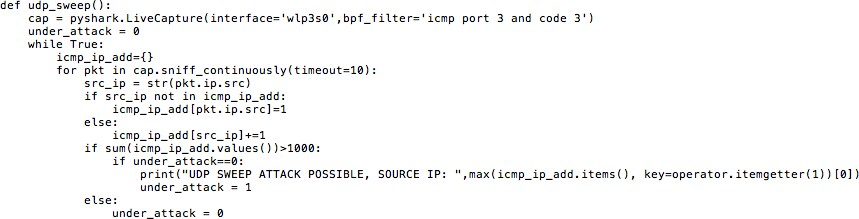 def udp_sweep():
    cap = pyshark.LiveCapture(interface='wlp3s0',bpf_filter='icmp port 3 and code 3')
    under_attack = 0
    while True:
        icmp_ip_add={}
        for pkt in cap.sniff_continuously(timeout=10):
            src_ip = str(pkt.ip.src)
            if src_ip not in icmp_ip_add:
                icmp_ip_add[pkt.ip.src]=1
            else:
                icmp_ip_add[src_ip]+=1
            if sum(icmp_ip_add.values())>1000:
                if under_attack==0:
                    print("UDP SWEEP ATTACK POSSIBLE, SOURCE IP: ",max(icmp_ip_add.items(), key=operator.itemgetter(1))[0])
                    under_attack = 1
            else:
                under_attack = 0